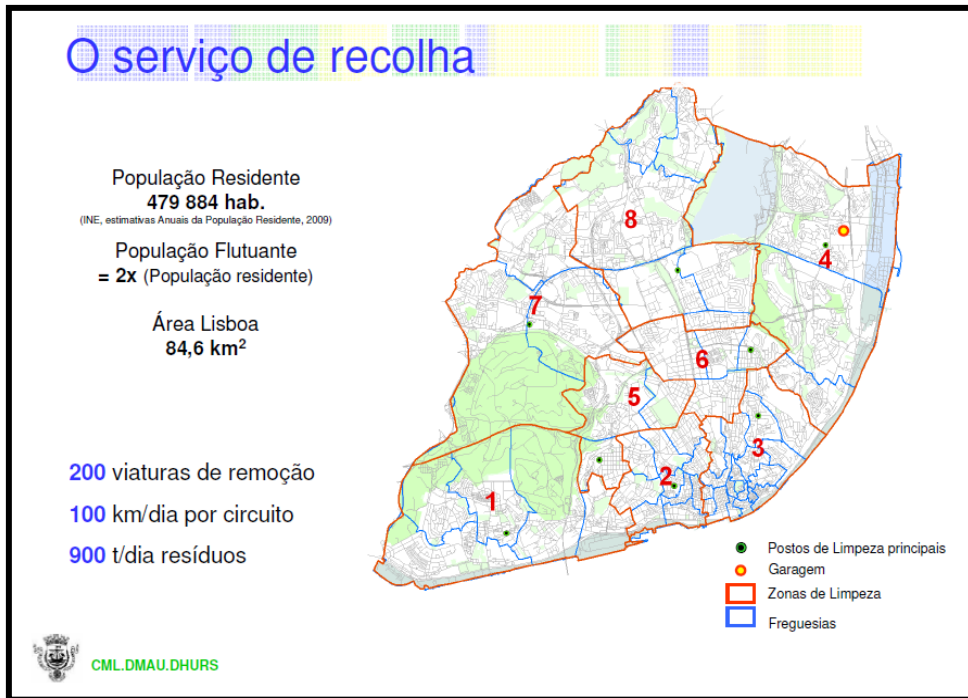 O serviço de recolha
População Residente
479 884 hab.
(INE, estimativas Anuais da População Residente, 2009)
População Flutuante
= 2x (População residente)
Área Lisboa
84,6 km²
200 viaturas de remoção
100 km/dia por circuito
900 t/dia resíduos
8
4
7
6
5
3
2
1
Postos de Limpeza principais
Garagem
Zonas de Limpeza
Freguesias
CML.DMAU.DHURS